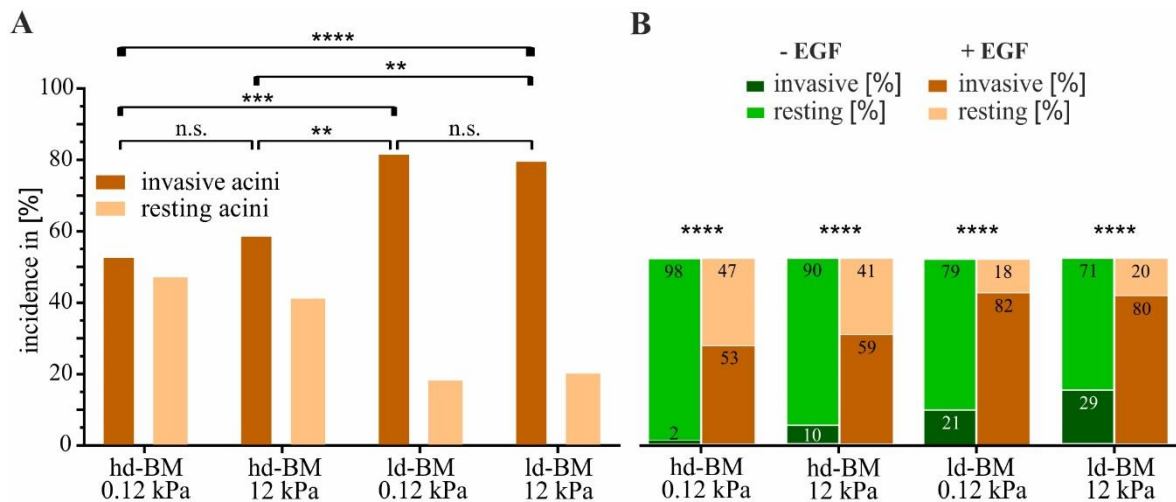 A
****
**
***
n.s.
**
n.s.
incidence in [%]
100
80
60
40
20
0
invasive acini
resting acini
hd-BM
0.12 kPa
hd-BM
12 kPa
ld-BM
0.12 kPa
ld-BM
12 kPa
B
- EGF
+ EGF
invasive [%]
invasive [%]
resting [%]
resting [%]
****
****
****
****
98
47
90
41
79
18
71
20
53
59
82
80
2
10
21
29
hd-BM
0.12 kPa
hd-BM
12 kPa
ld-BM
0.12 kPa
ld-BM
12 kPa